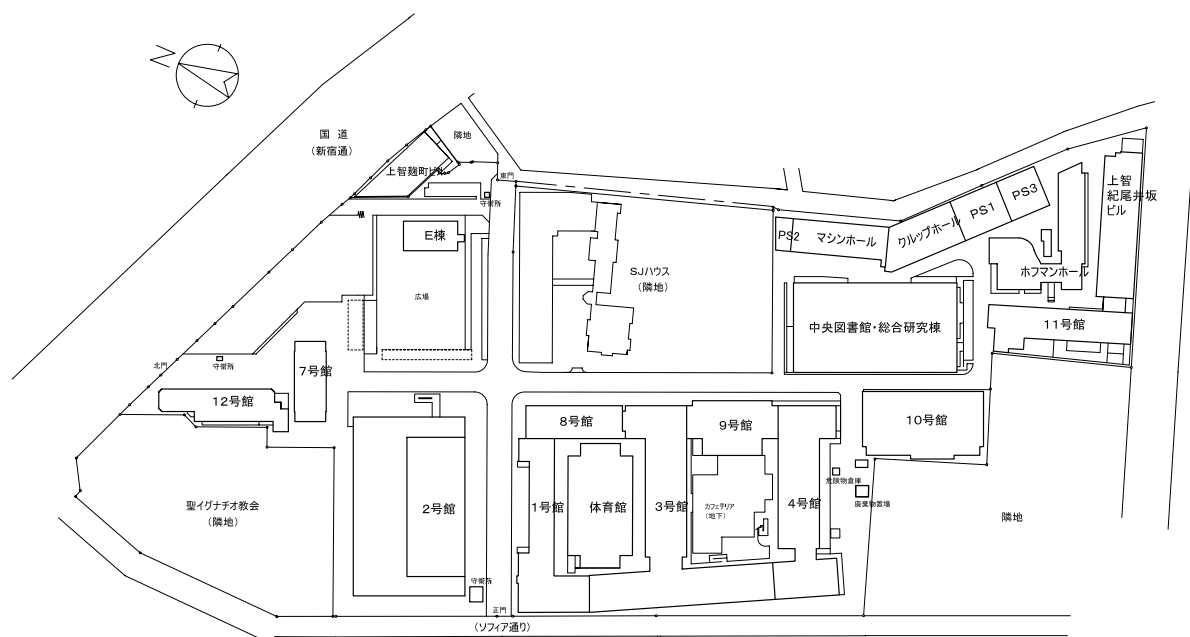 N
国道
(新宿通)
隣地
上智麹町ビル
東門
守衛所
E棟
広場
SJハウス
(隣地)
PS2
マシンホール
クルップホール
PS1
PS3
上智
紀尾井坂
ビル
ホフマンホール
中央図書館・総合研究棟
11号館
北門
守衛所
7号館
12号館
8号館
9号館
10号館
聖イグナチオ教会
(隣地)
2号館
1号館
体育館
3号館
カフェテリア
(地下)
4号館
危険物倉庫
廃棄物置場
隣地
守衛所
正門
(ソフィア通り)